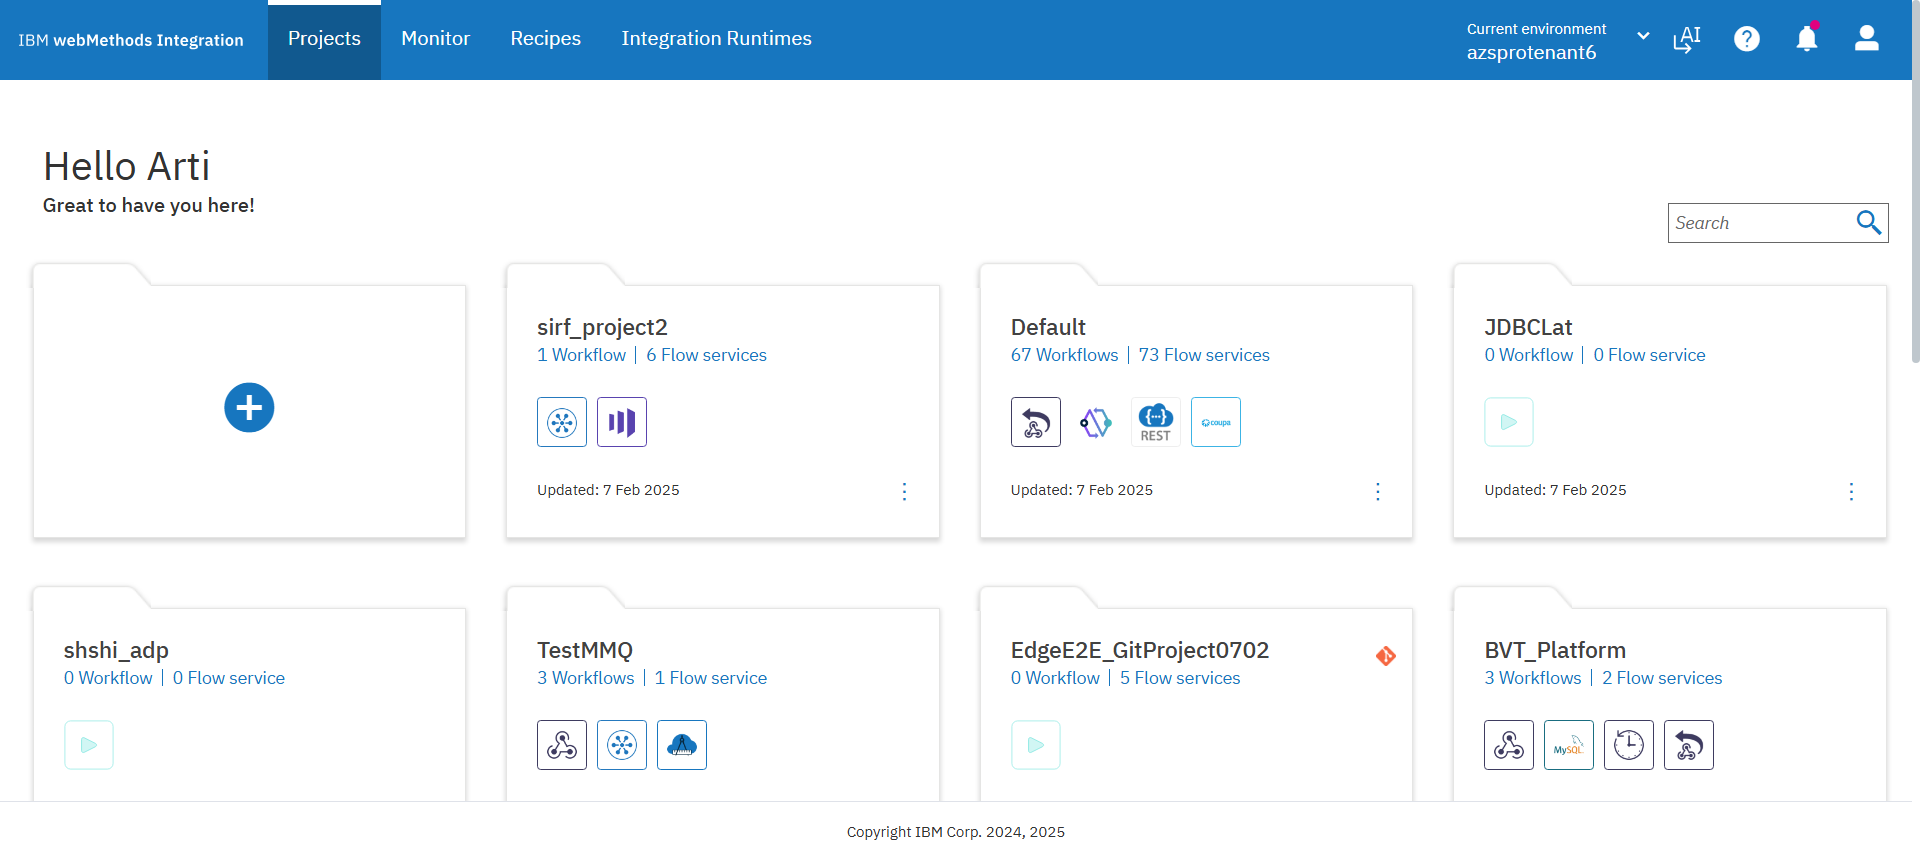 IBM webMethods Integration
Projects
Monitor
Recipes
Integration Runtimes
Current environment
azsprotenant6
AI
?
Hello Arti
Great to have you here!
Search
sirf_project2
1 Workflow | 6 Flow services
Updated: 7 Feb 2025
Default
67 Workflows | 73 Flow services
{...}
REST
coupa
Updated: 7 Feb 2025
JDBCLat
0 Workflow | 0 Flow service
Updated: 7 Feb 2025
shshi_adp
0 Workflow | 0 Flow service
TestMMQ
3 Workflows | 1 Flow service
EdgeE2E_GitProject0702
0 Workflow | 5 Flow services
BVT_Platform
3 Workflows | 2 Flow services
MySQL
Copyright IBM Corp. 2024, 2025